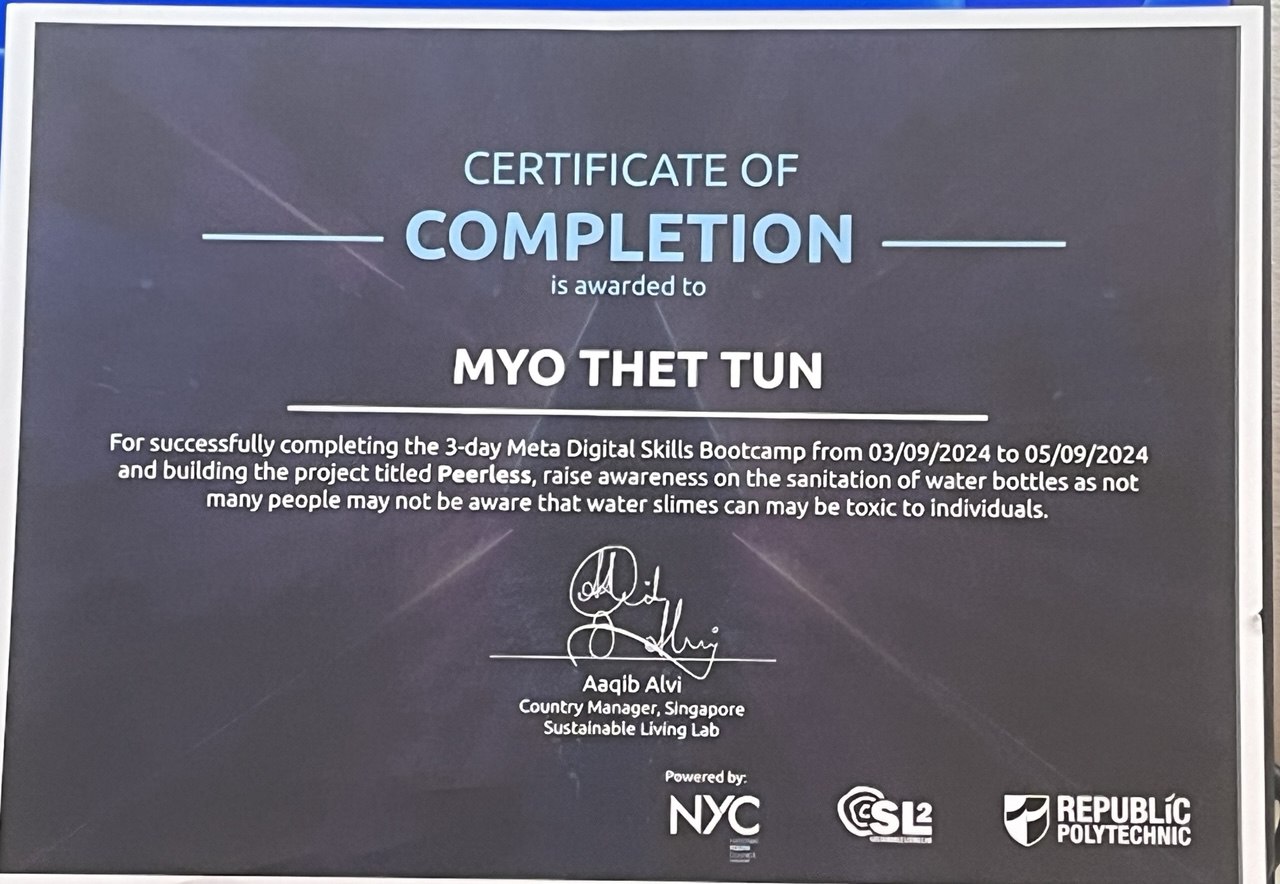 CERTIFICATE OF
COMPLETION
is awarded to
MYO THET TUN
For successfully completing the 3-day Meta Digital Skills Bootcamp from 03/09/2024 to 05/09/2024
and building the project titled Peerless, raise awareness on the sanitation of water bottles as not
many people may not be aware that water slimes can may be toxic to individuals.
Aaqib Alvi
Country Manager, Singapore
Sustainable Living Lab
Powered by:
NYC
SL2
REPUBLIC
POLYTECHNIC